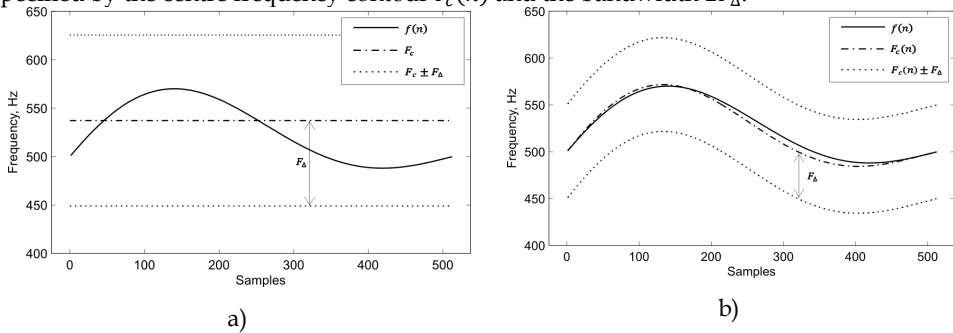 specified by the centre frequency contour F_c(n) and the bandwidth 2F_Δ.
650
600
550
500
450
400
Frequency, Hz
0
100
200
300
400
500
Samples
f(n)
F_c
F_c ± F_Δ
F_Δ
a)
650
600
550
500
450
400
Frequency, Hz
0
100
200
300
400
500
Samples
f(n)
F_c(n)
F_c(n) ± F_Δ
F_Δ
b)